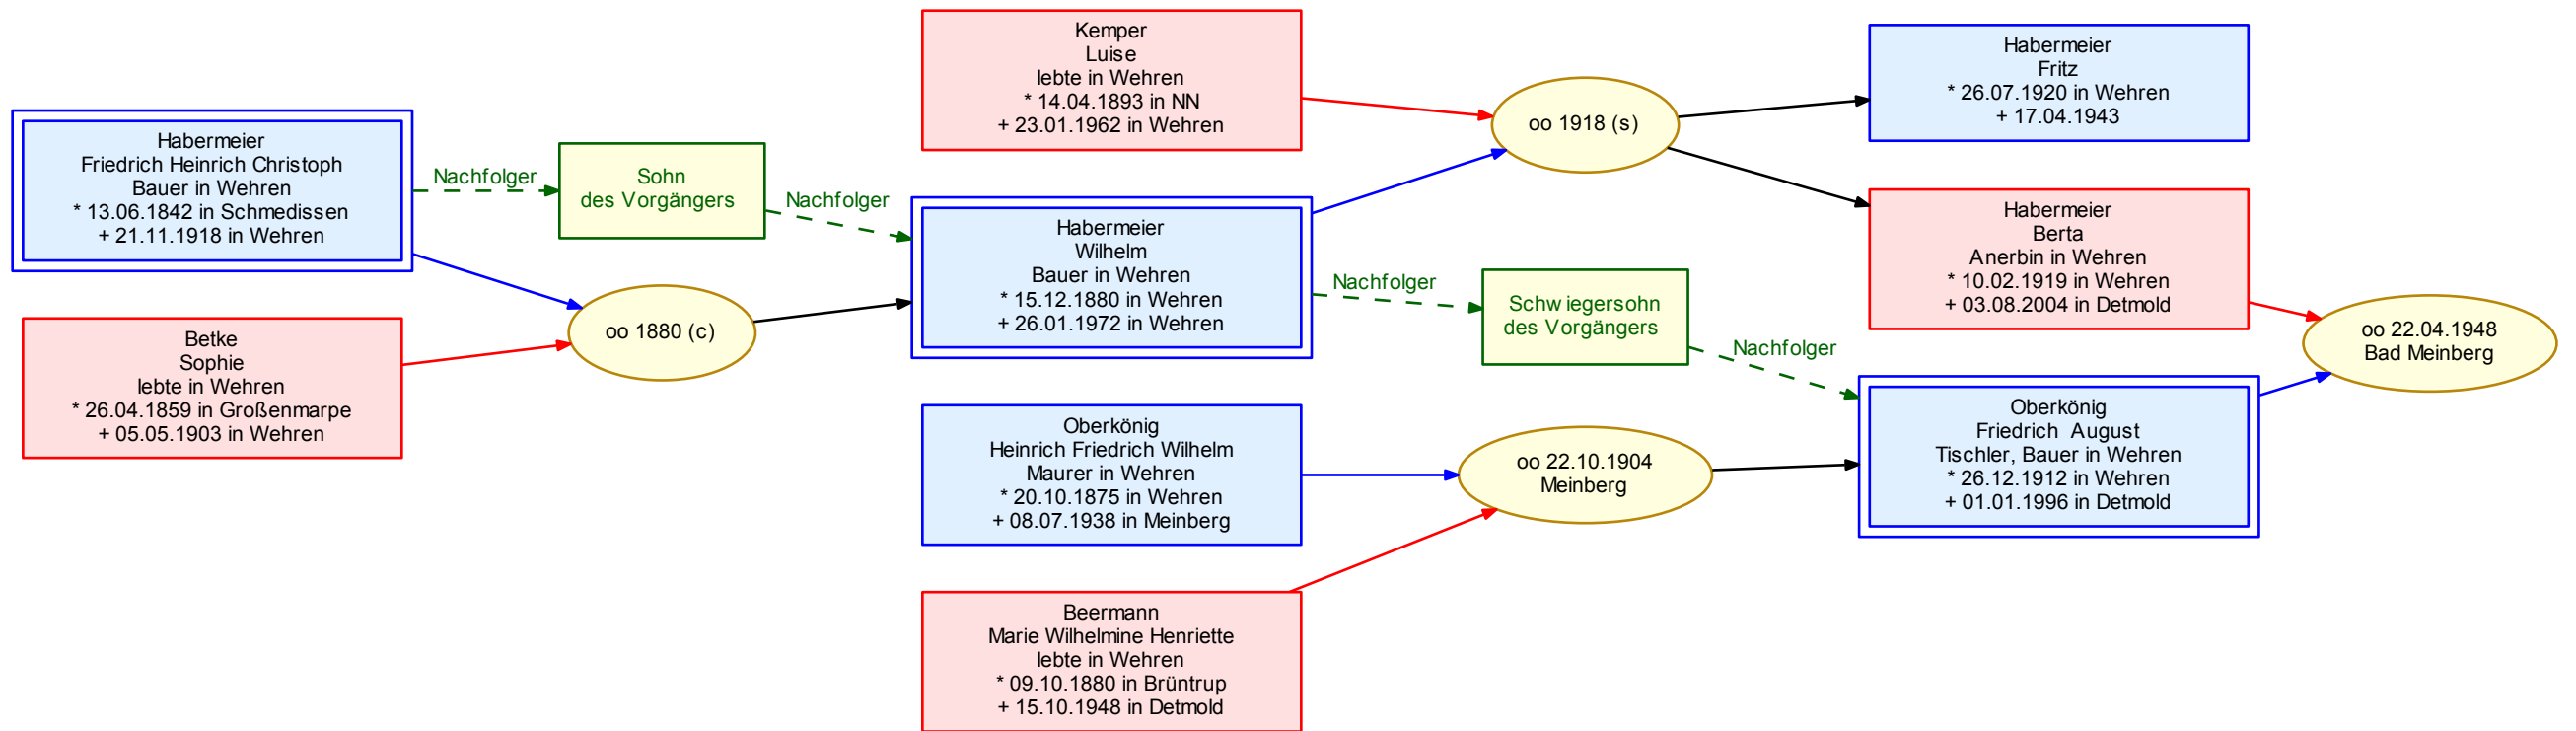 Habermeier
Friedrich Heinrich Christoph
Bauer in Wehren
* 13.06.1842 in Schmedissen
+ 21.11.1918 in Wehren
Betke
Sophie
lebte in Wehren
* 26.04.1859 in Großenmarpe
+ 05.05.1903 in Wehren
Nachfolger
Sohn
des Vorgängers
Nachfolger
oo 1880 (c)
Kemper
Luise
lebte in Wehren
* 14.04.1893 in NN
+ 23.01.1962 in Wehren
Habermeier
Wilhelm
Bauer in Wehren
* 15.12.1880 in Wehren
+ 26.01.1972 in Wehren
Oberkönig
Heinrich Friedrich Wilhelm
Maurer in Wehren
* 20.10.1875 in Wehren
+ 08.07.1938 in Meinberg
Beermann
Marie Wilhelmine Henriette
lebte in Wehren
* 09.10.1880 in Brüntrup
+ 15.10.1948 in Detmold
oo 1918 (s)
Nachfolger
Schwiegersohn
des Vorgängers
Nachfolger
oo 22.10.1904
Meinberg
Habermeier
Fritz
* 26.07.1920 in Wehren
+ 17.04.1943
Habermeier
Berta
Anerbin in Wehren
* 10.02.1919 in Wehren
+ 03.08.2004 in Detmold
Oberkönig
Friedrich  August
Tischler, Bauer in Wehren
* 26.12.1912 in Wehren
+ 01.01.1996 in Detmold
oo 22.04.1948
Bad Meinberg